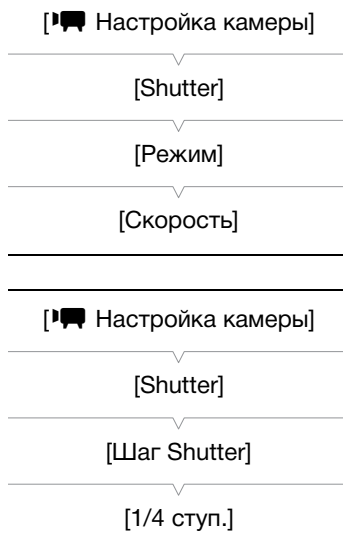 [ Настройка камеры]
[Shutter]
[Режим]
[Скорость]
[ Настройка камеры]
[Shutter]
[Шаг Shutter]
[1/4 ступ.]